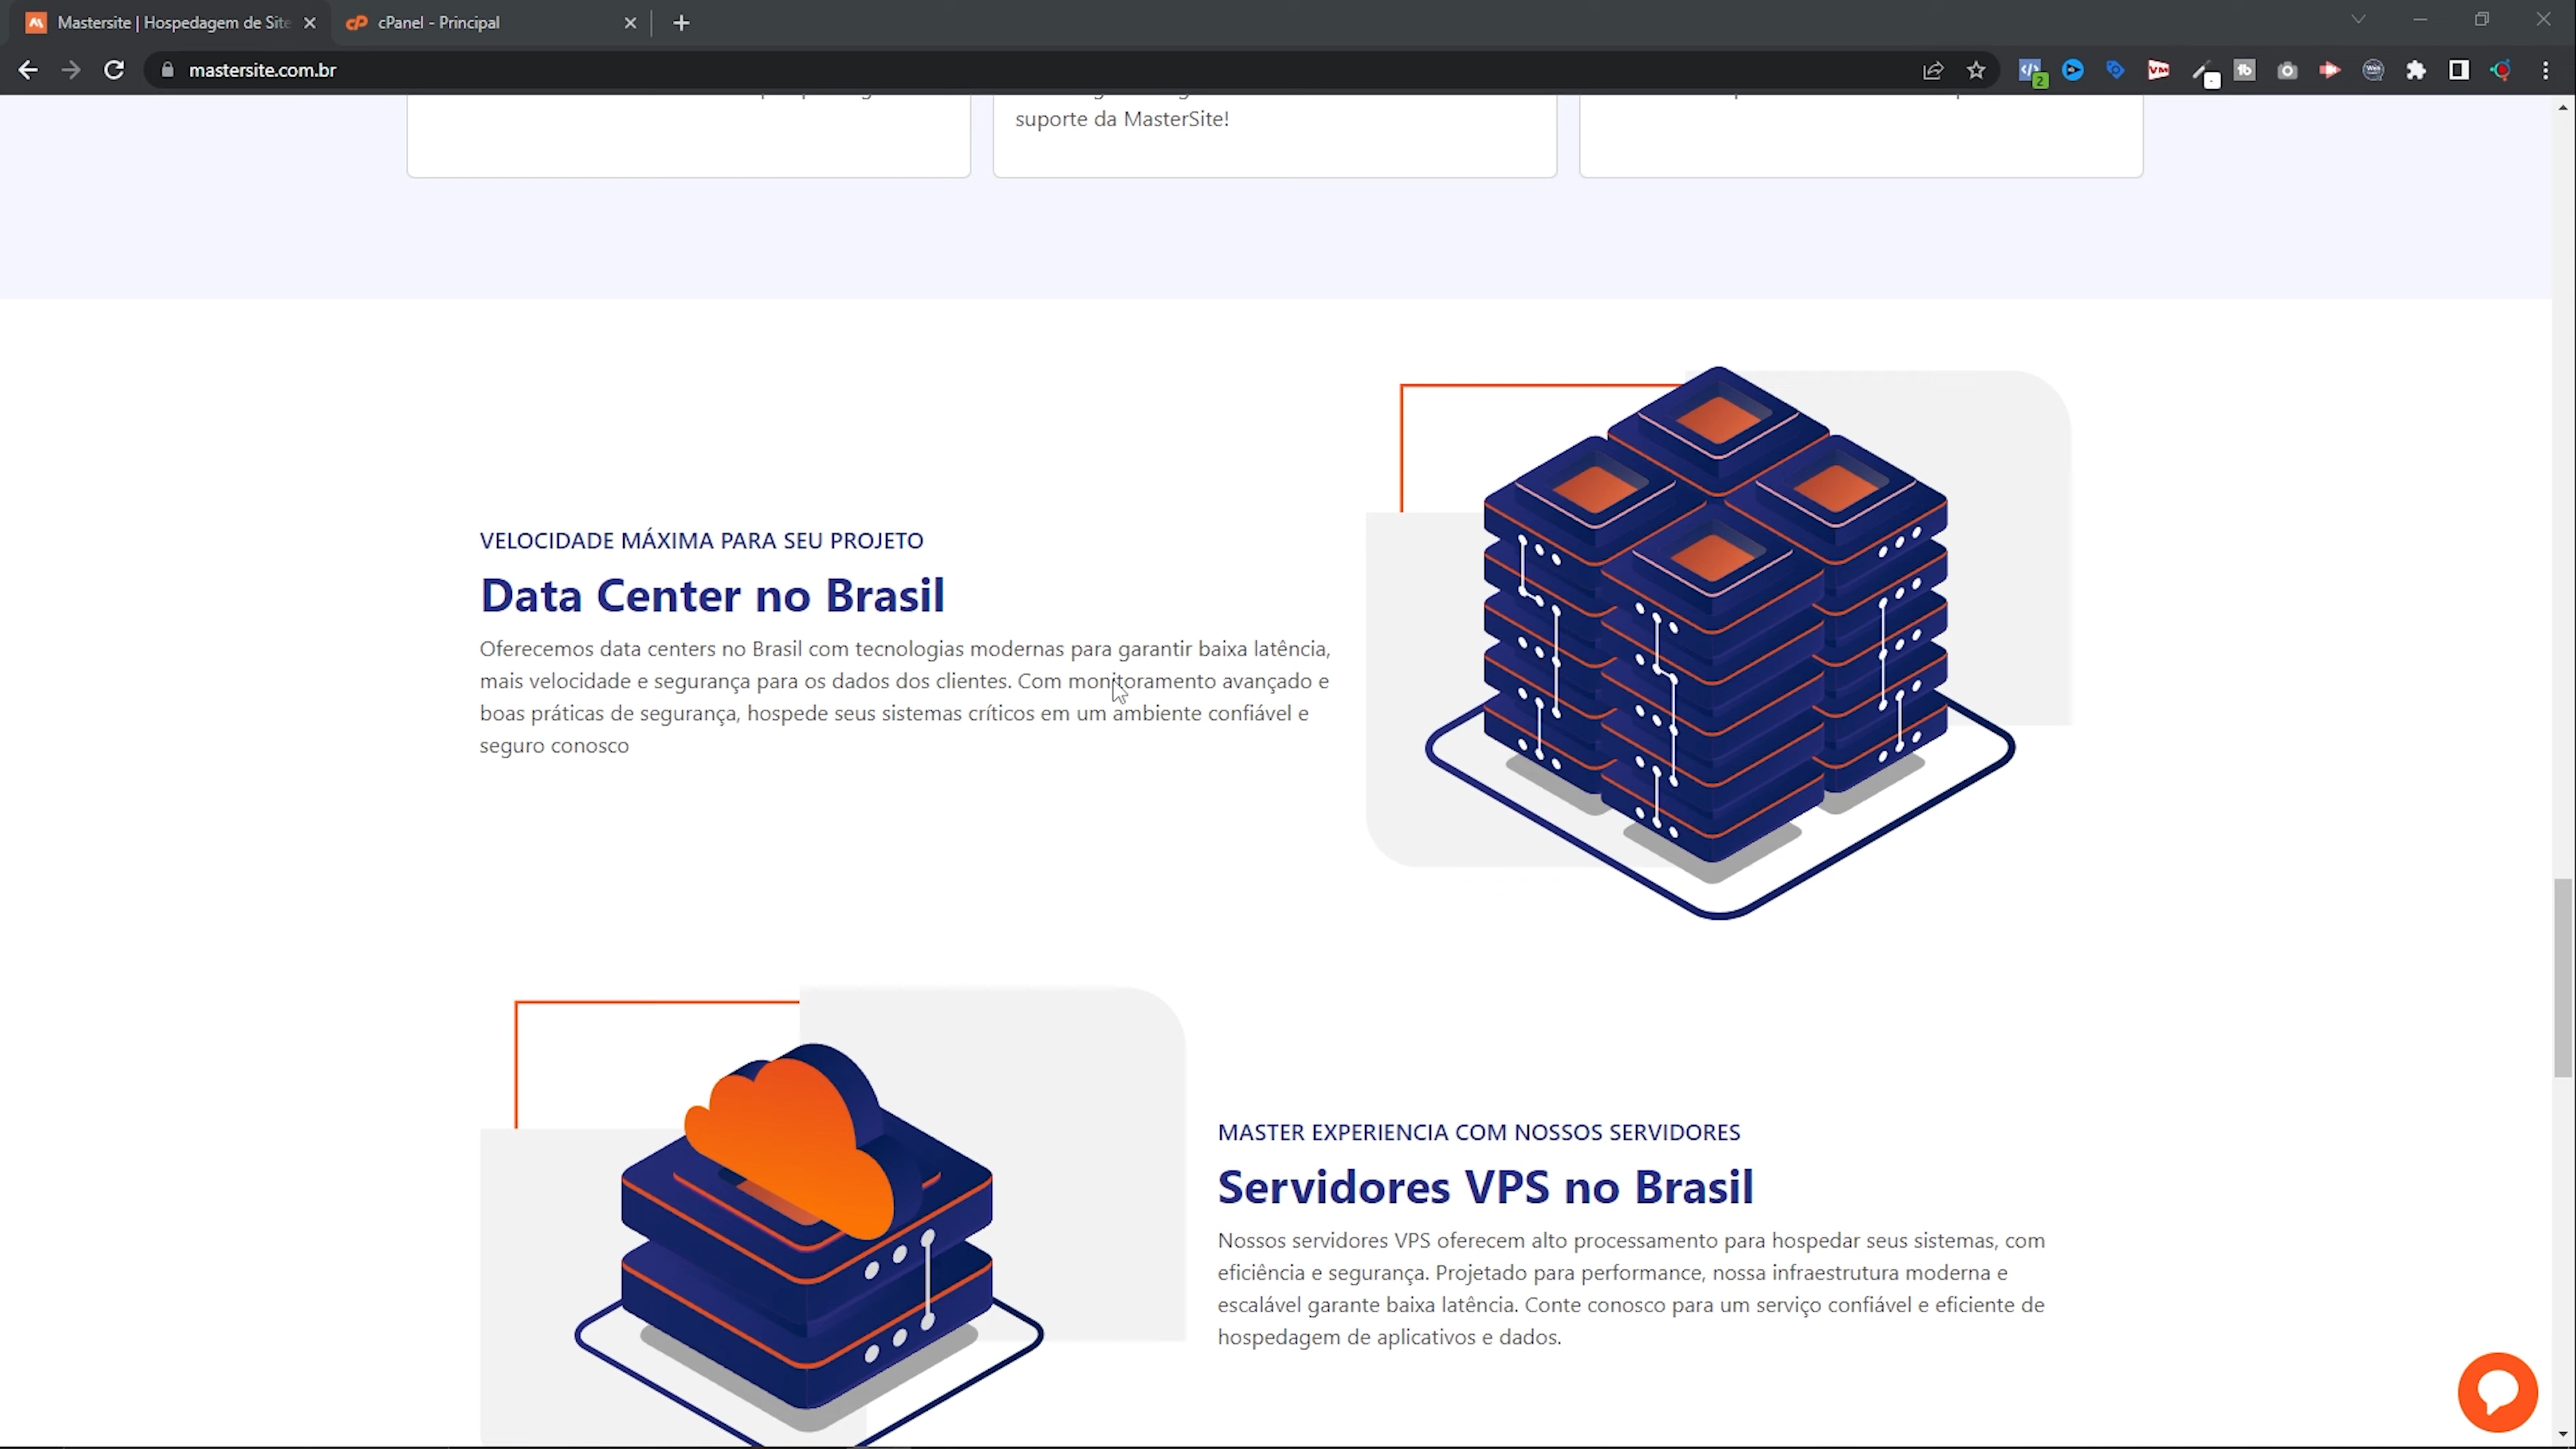 Mastersite | Hospedagem de Site
cPanel - Principal
mastersite.com.br
2
VM
tb
suporte da MasterSite!
VELOCIDADE MÁXIMA PARA SEU PROJETO
Data Center no Brasil
Oferecemos data centers no Brasil com tecnologias modernas para garantir baixa latência,
mais velocidade e segurança para os dados dos clientes. Com monitoramento avançado e
boas práticas de segurança, hospede seus sistemas críticos em um ambiente confiável e
seguro conosco
MASTER EXPERIENCIA COM NOSSOS SERVIDORES
Servidores VPS no Brasil
Nossos servidores VPS oferecem alto processamento para hospedar seus sistemas, com
eficiência e segurança. Projetado para performance, nossa infraestrutura moderna e
escalável garante baixa latência. Conte conosco para um serviço confiável e eficiente de
hospedagem de aplicativos e dados.